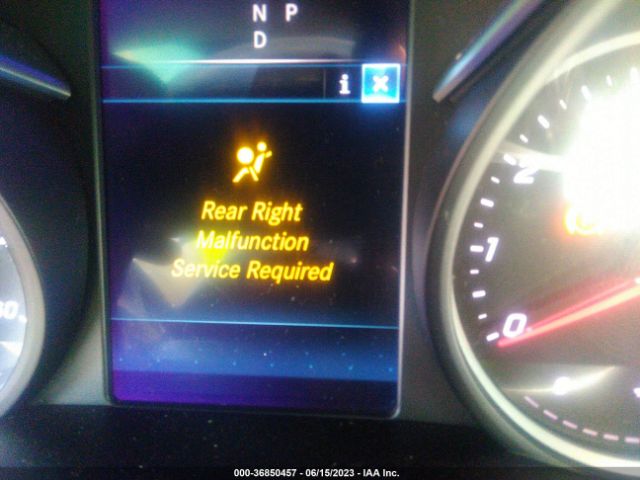 N P
D
i ×
Rear Right
Malfunction
Service Required
2
1
0
000-36850457 - 06/15/2023 - IAA Inc.